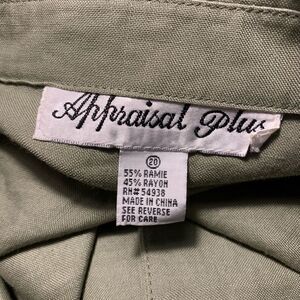 Appraisal Plus
20
55% RAMIE
45% RAYON
RN# 54938
MADE IN CHINA
SEE REVERSE
FOR CARE